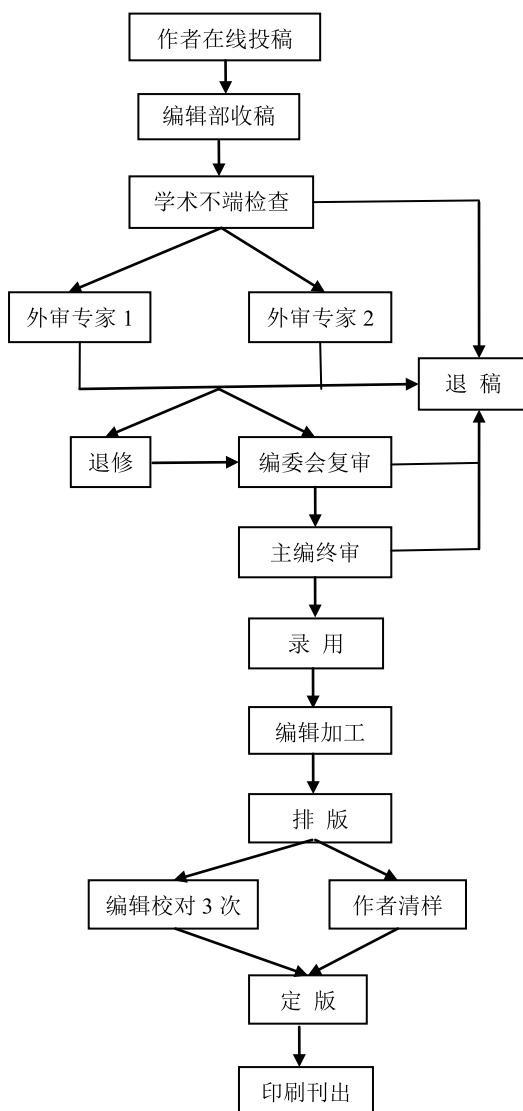 作者在线投稿
编辑部收稿
学术不端检查
外审专家 1
外审专家 2
退 稿
退修
编委会复审
主编终审
录 用
编辑加工
排 版
编辑校对 3 次
作者清样
定 版
印刷刊出